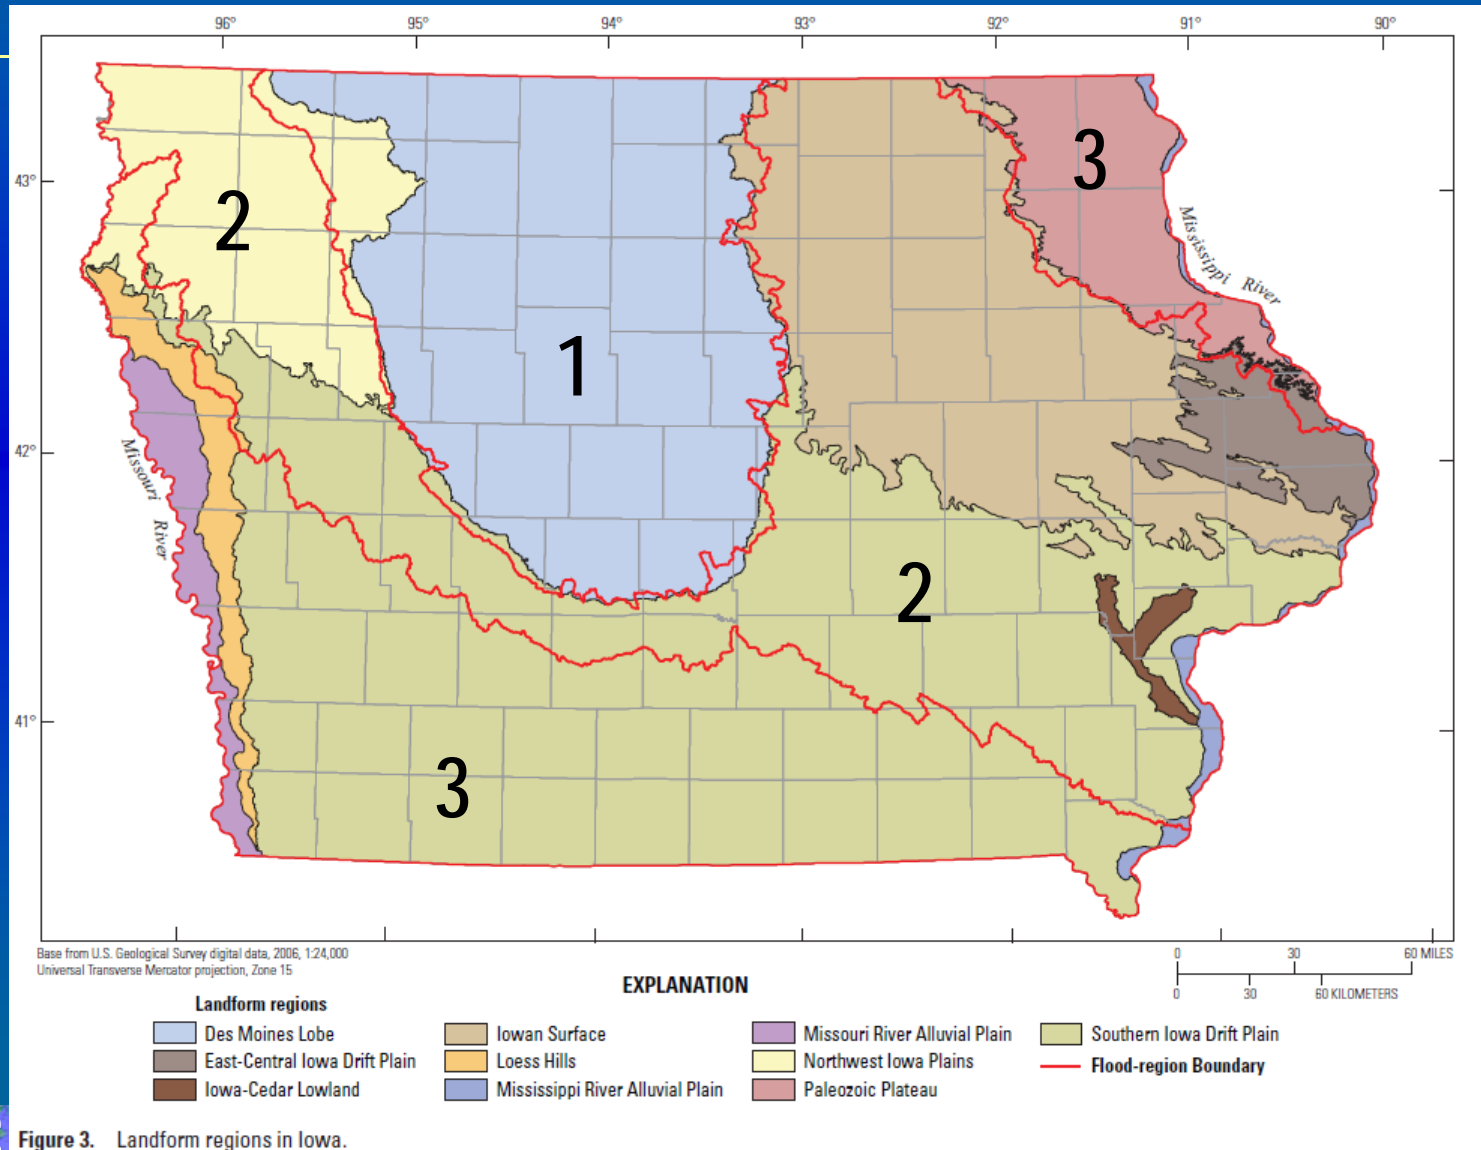 96° 95° 94° 93° 92° 91° 90°
43°
42°
41°
2
3
1
2
3
Mississippi River
Missouri River
Base from U.S. Geological Survey digital data, 2006, 1:24,000
Universal Transverse Mercator projection, Zone 15
0 30 60 MILES
0 30 60 KILOMETERS
EXPLANATION
Landform regions
Des Moines Lobe
East-Central Iowa Drift Plain
Iowa-Cedar Lowland
Iowan Surface
Loess Hills
Mississippi River Alluvial Plain
Missouri River Alluvial Plain
Northwest Iowa Plains
Paleozoic Plateau
Southern Iowa Drift Plain
Flood-region Boundary
Figure 3. Landform regions in Iowa.